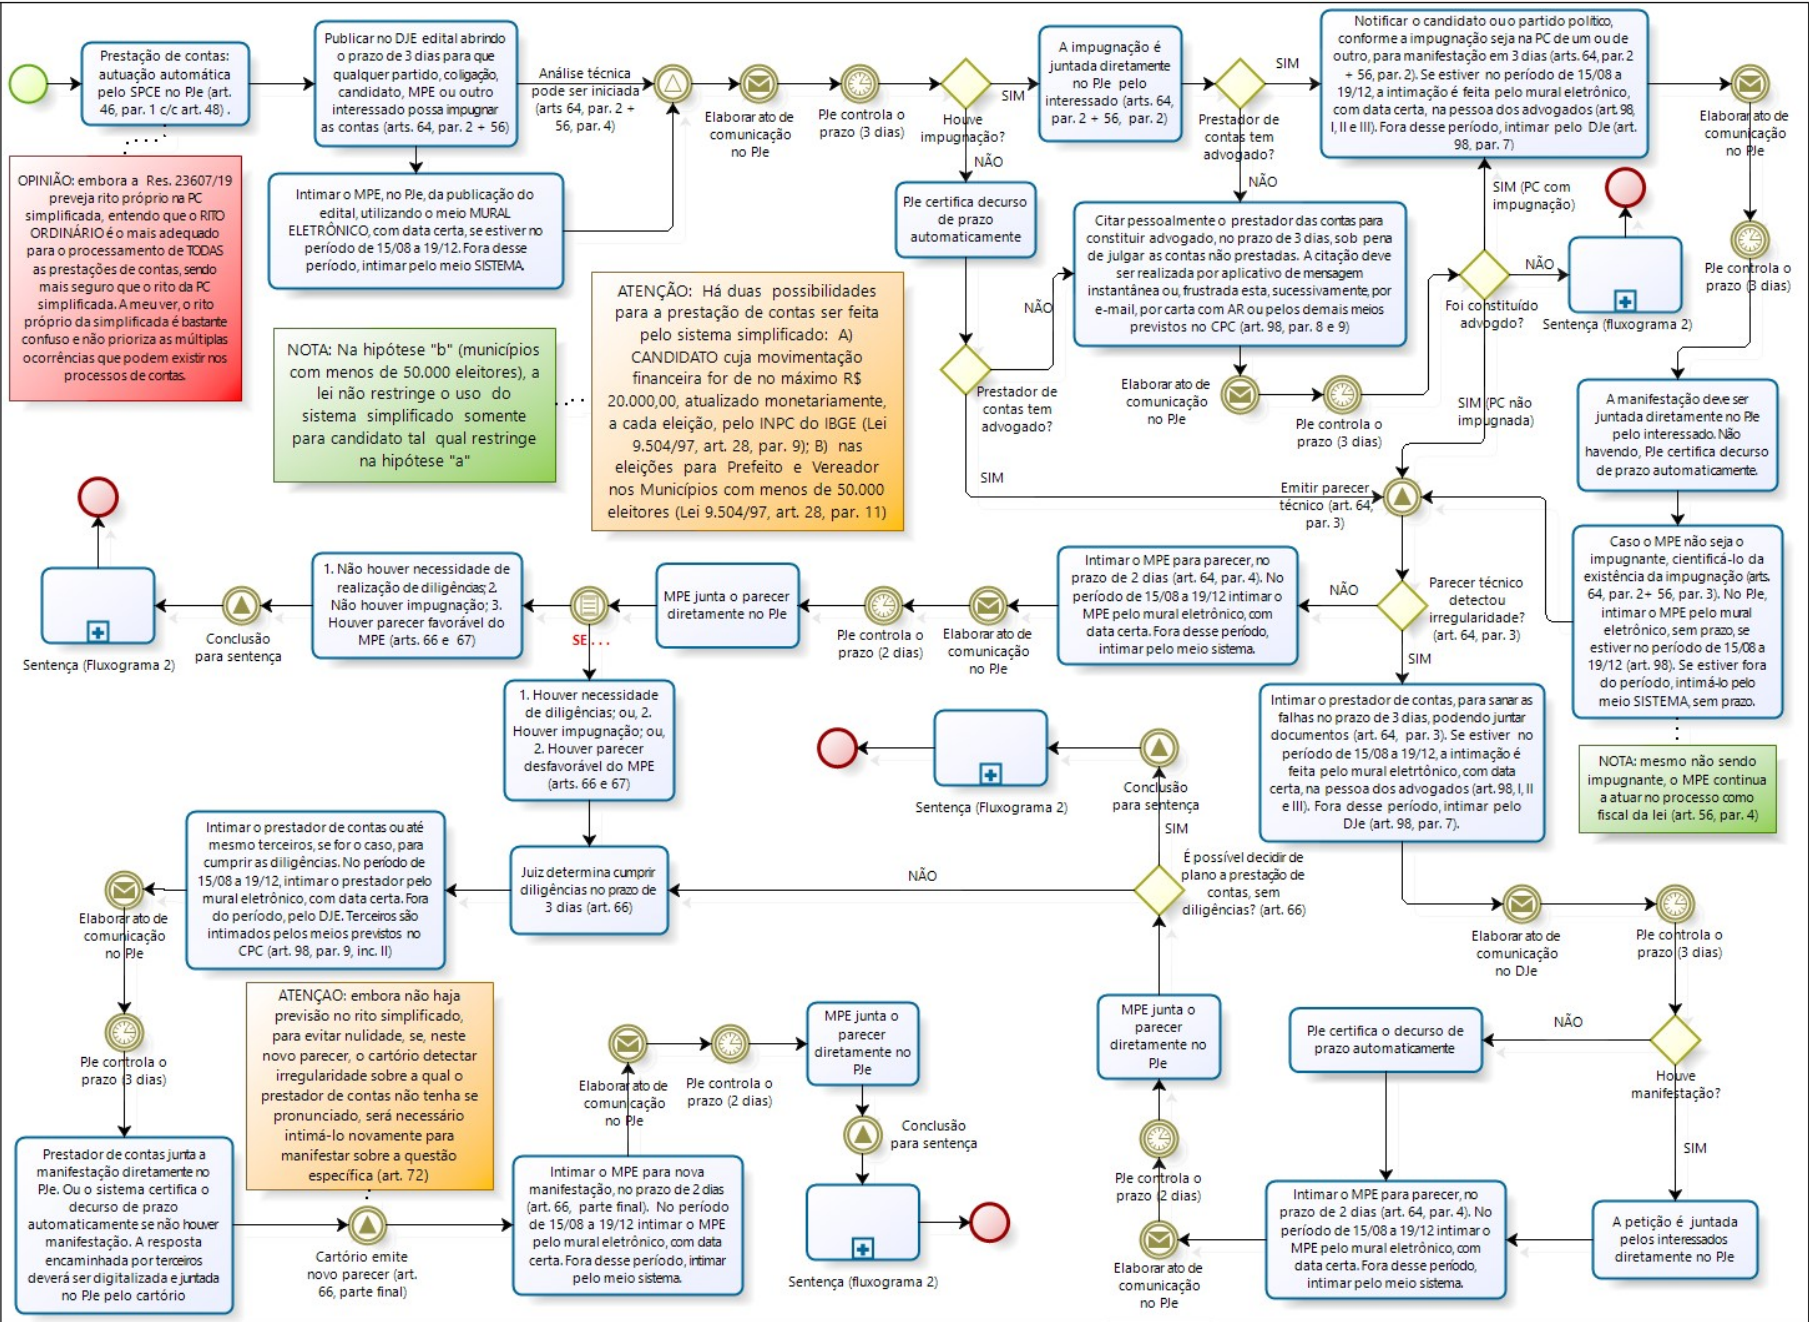 Prestação de contas:
autuação automática
pelo SPCE no PJe (art.
46, par. 1 c/c art. 48) .
Publicar no DJE edital abrindo
o prazo de 3 dias para que
qualquer partido, coligação,
candidato, MPE ou outro
interessado possa impugnar
as contas (arts. 64, par. 2 + 56)
Análise técnica
pode ser iniciada
(arts 64, par. 2 +
56, par. 4)
Elaborar ato de
comunicação
no PJe
PJe controla o
prazo (3 dias)
Houve
impugnação?
SIM
NÃO
A impugnação é
juntada diretamente
no PJe pelo
interessado (arts. 64,
par. 2 + 56, par. 2)
Prestador de
contas tem
advogado?
SIM
NÃO
Notificar o candidato ou o partido político,
conforme a impugnação seja na PC de um ou de
outro, para manifestação em 3 dias (arts. 64, par.2
+ 56, par. 2). Se estiver no período de 15/08 a
19/12, a intimação é feita pelo mural eletrônico,
com data certa, na pessoa dos advogados (art.98,
I, II e III). Fora desse período, intimar pelo DJe (art.
98, par. 7)
Elaborar ato de
comunicação
no PJe
OPINIÃO: embora a Res. 23607/19
preveja rito próprio na PC
simplificada, entendo que o RITO
ORDINÁRIO é o mais adequado
para o processamento de TODAS
as prestações de contas, sendo
mais seguro que o rito da PC
simplificada. A meu ver, o rito
próprio da simplificada é bastante
confuso e não prioriza as múltiplas
ocorrências que podem existir nos
processos de contas.
Intimar o MPE, no PJe, da publicação do
edital, utilizando o meio MURAL
ELETRÔNICO, com data certa, se estiver no
período de 15/08 a 19/12. Fora desse
período, intimar pelo meio SISTEMA.
PJe certifica decurso
de prazo
automaticamente
Citar pessoalmente o prestador das contas para
constituir advogado, no prazo de 3 dias, sob pena
de julgar as contas não prestadas. A citação deve
ser realizada por aplicativo de mensagem
instantânea ou, frustrada esta, sucessivamente, por
e-mail, por carta com AR ou pelos demais meios
previstos no CPC (art. 98, par. 8 e 9)
SIM (PC com
impugnação)
NÃO
Foi constituído
advogdo?
Sentença (fluxograma 2)
PJe controla o
prazo (3 dias)
NOTA: Na hipótese "b" (municípios
com menos de 50.000 eleitores), a
lei não restringe o uso do
sistema simplificado somente
para candidato tal qual restringe
na hipótese "a"
ATENÇÃO: Há duas possibilidades
para a prestação de contas ser feita
pelo sistema simplificado: A)
CANDIDATO cuja movimentação
financeira for de no máximo R$
20.000,00, atualizado monetariamente,
a cada eleição, pelo INPC do IBGE (Lei
9.504/97, art. 28, par. 9); B) nas
eleições para Prefeito e Vereador
nos Municípios com menos de 50.000
eleitores (Lei 9.504/97, art. 28, par. 11)
NÃO
Prestador de
contas tem
advogado?
SIM
Elaborar ato de
comunicação
no PJe
PJe controla o
prazo (3 dias)
SIM (PC não
impugnada)
A manifestação deve ser
juntada diretamente no PJe
pelo interessado. Não
havendo, PJe certifica decurso
de prazo automaticamente.
Emitir parecer
técnico (art. 64,
par. 3)
Caso o MPE não seja o
impugnante, cientificá-lo da
existência da impugnação (arts.
64, par. 2+ 56, par. 3). No PJe,
intimar o MPE pelo mural
eletrônico, sem prazo, se
estiver no período de 15/08 a
19/12 (art. 98). Se estiver fora
do período, intimá-lo pelo
meio SISTEMA, sem prazo.
NOTA: mesmo não sendo
impugnante, o MPE continua
a atuar no processo como
fiscal da lei (art. 56, par. 4)
Parecer técnico
detectou
irregularidade?
(art. 64, par. 3)
NÃO
SIM
Intimar o MPE para parecer, no
prazo de 2 dias (art. 64, par. 4). No
período de 15/08 a 19/12 intimar o
MPE pelo mural eletrônico, com
data certa. Fora desse período,
intimar pelo meio sistema.
Elaborar ato de
comunicação
no PJe
PJe controla o
prazo (2 dias)
MPE junta o parecer
diretamente no PJe
SE . . .
1. Não houver necessidade de
realização de diligências; 2.
Não houver impugnação; 3.
Houver parecer favorável do
MPE (arts. 66 e 67)
Conclusão
para sentença
Sentença (Fluxograma 2)
1. Houver necessidade
de diligências; ou, 2.
Houver impugnação; ou,
2. Houver parecer
desfavorável do MPE
(arts. 66 e 67)
Intimar o prestador de contas, para sanar as
falhas no prazo de 3 dias, podendo juntar
documentos (art. 64, par. 3). Se estiver no
período de 15/08 a 19/12, a intimação é
feita pelo mural eletrtônico, com data
certa, na pessoa dos advogados (art. 98, I, II
e III). Fora desse período, intimar pelo
DJe (art. 98, par. 7).
Sentença (Fluxograma 2)
Conclusão
para sentença
SIM
É possível decidir de
plano a prestação de
contas, sem
diligências? (art. 66)
NÃO
Juiz determina cumprir
diligências no prazo de
3 dias (art. 66)
Intimar o prestador de contas ou até
mesmo terceiros, se for o caso, para
cumprir as diligências. No período de
15/08 a 19/12, intimar o prestador pelo
mural eletrônico, com data certa. Fora
do período, pelo DJE. Terceiros são
intimados pelos meios previstos no
CPC (art. 98, par. 9, inc. II)
Elaborar ato de
comunicação
no PJe
PJe controla o
prazo (3 dias)
Elaborar ato de
comunicação
no DJe
PJe controla o
prazo (3 dias)
Houve
manifestação?
NÃO
SIM
PJe certifica o decurso de
prazo automaticamente
A petição é juntada
pelos interessados
diretamente no PJe
Intimar o MPE para parecer, no
prazo de 2 dias (art. 64, par. 4). No
período de 15/08 a 19/12 intimar o
MPE pelo mural eletrônico, com
data certa. Fora desse período,
intimar pelo meio sistema.
Elaborar ato de
comunicação
no PJe
PJe controla o
prazo (2 dias)
MPE junta o
parecer
diretamente no
PJe
ATENÇAO: embora não haja
previsão no rito simplificado,
para evitar nulidade, se, neste
novo parecer, o cartório detectar
irregularidade sobre a qual o
prestador de contas não tenha se
pronunciado, será necessário
intimá-lo novamente para
manifestar sobre a questão
específica (art. 72)
Prestador de contas junta a
manifestação diretamente no
PJe. Ou o sistema certifica o
decurso de prazo
automaticamente se não houver
manifestação. A resposta
encaminhada por terceiros
deverá ser digitalizada e juntada
no PJe pelo cartório
Cartório emite
novo parecer (art.
66, parte final)
Intimar o MPE para nova
manifestação, no prazo de 2 dias
(art. 66, parte final). No período
de 15/08 a 19/12 intimar o MPE
pelo mural eletrônico, com data
certa. Fora desse período, intimar
pelo meio sistema.
Elaborar ato de
comunicação
no PJe
PJe controla o
prazo (2 dias)
MPE junta o
parecer
diretamente no
PJe
Conclusão
para sentença
Sentença (fluxograma 2)